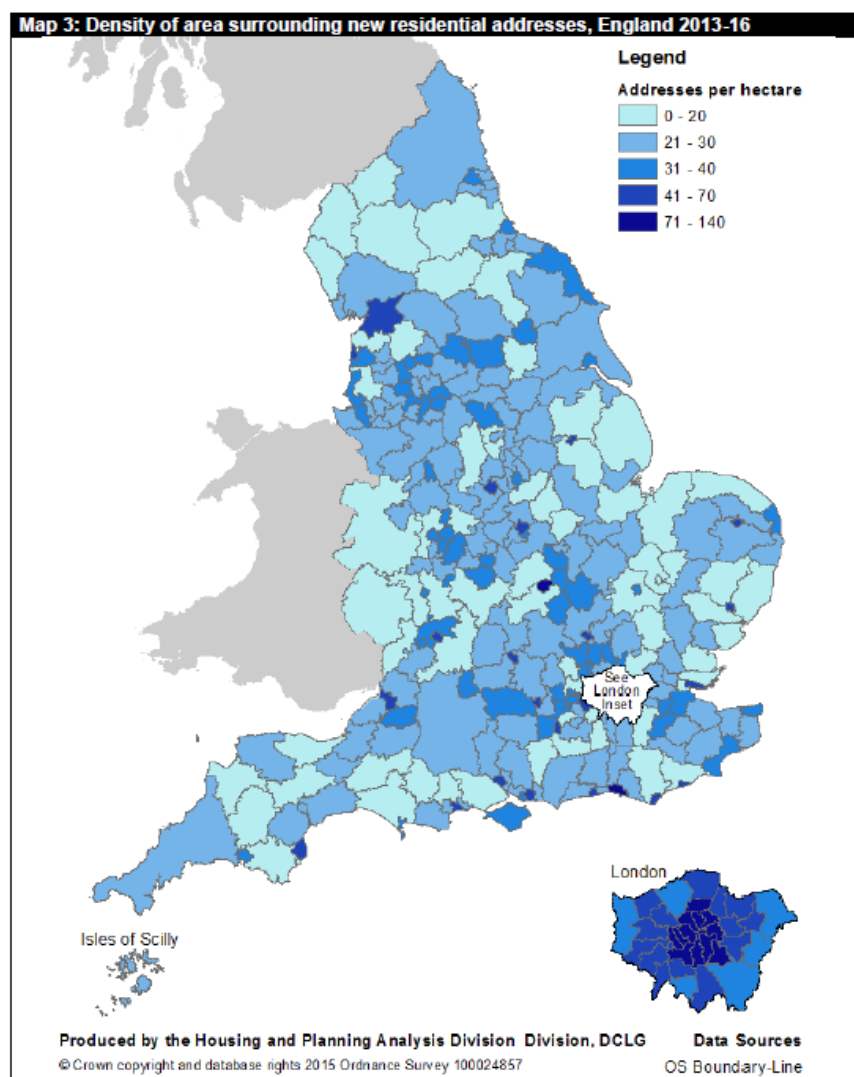 Map 3: Density of area surrounding new residential addresses, England 2013-16
Legend
Addresses per hectare
0 - 20
21 - 30
31 - 40
41 - 70
71 - 140
See
London
Inset
London
Isles of Scilly
Produced by the Housing and Planning Analysis Division Division, DCLG
Data Sources
© Crown copyright and database rights 2015 Ordnance Survey 100024857
OS Boundary-Line